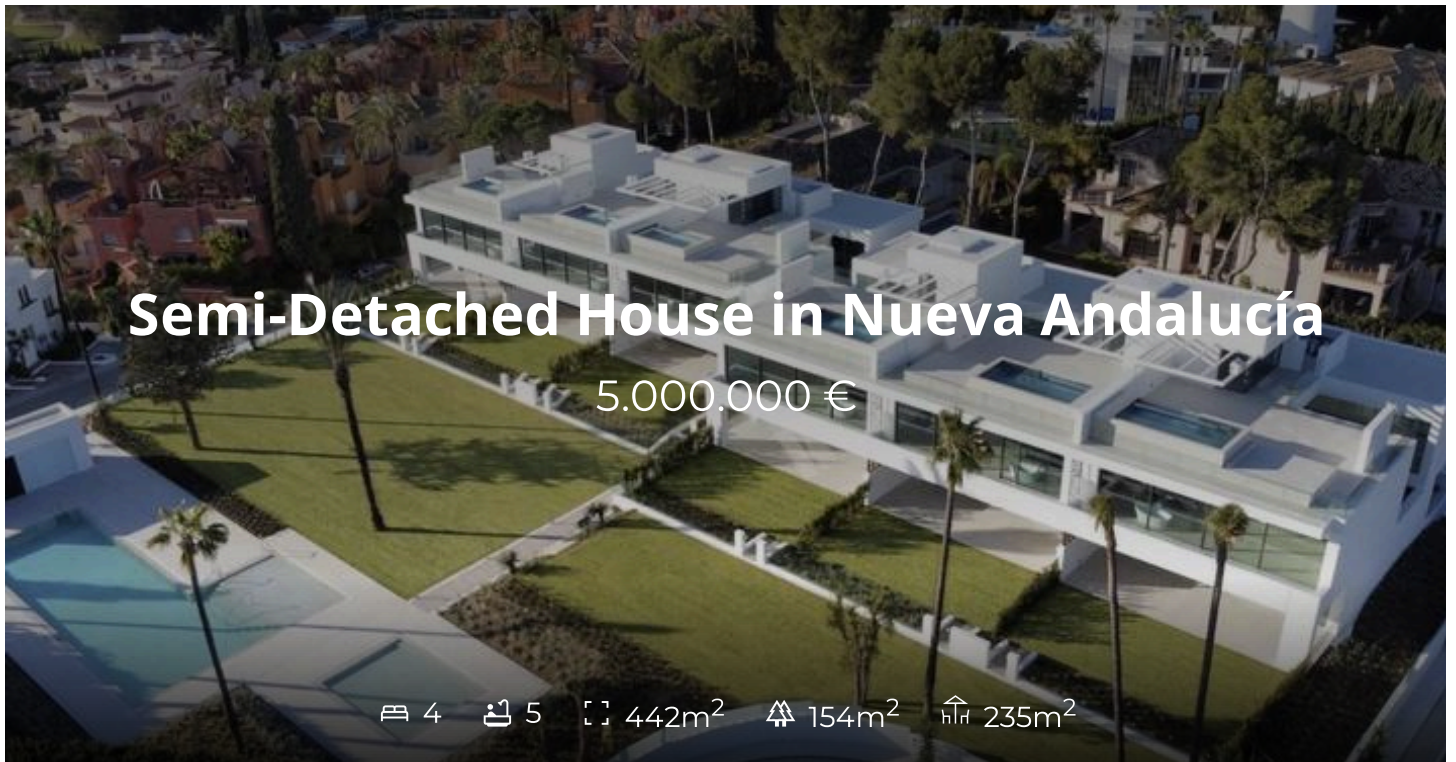 Semi-Detached House in Nueva Andalucía
5.000.000 €
4 5 442m² 154m² 235m²